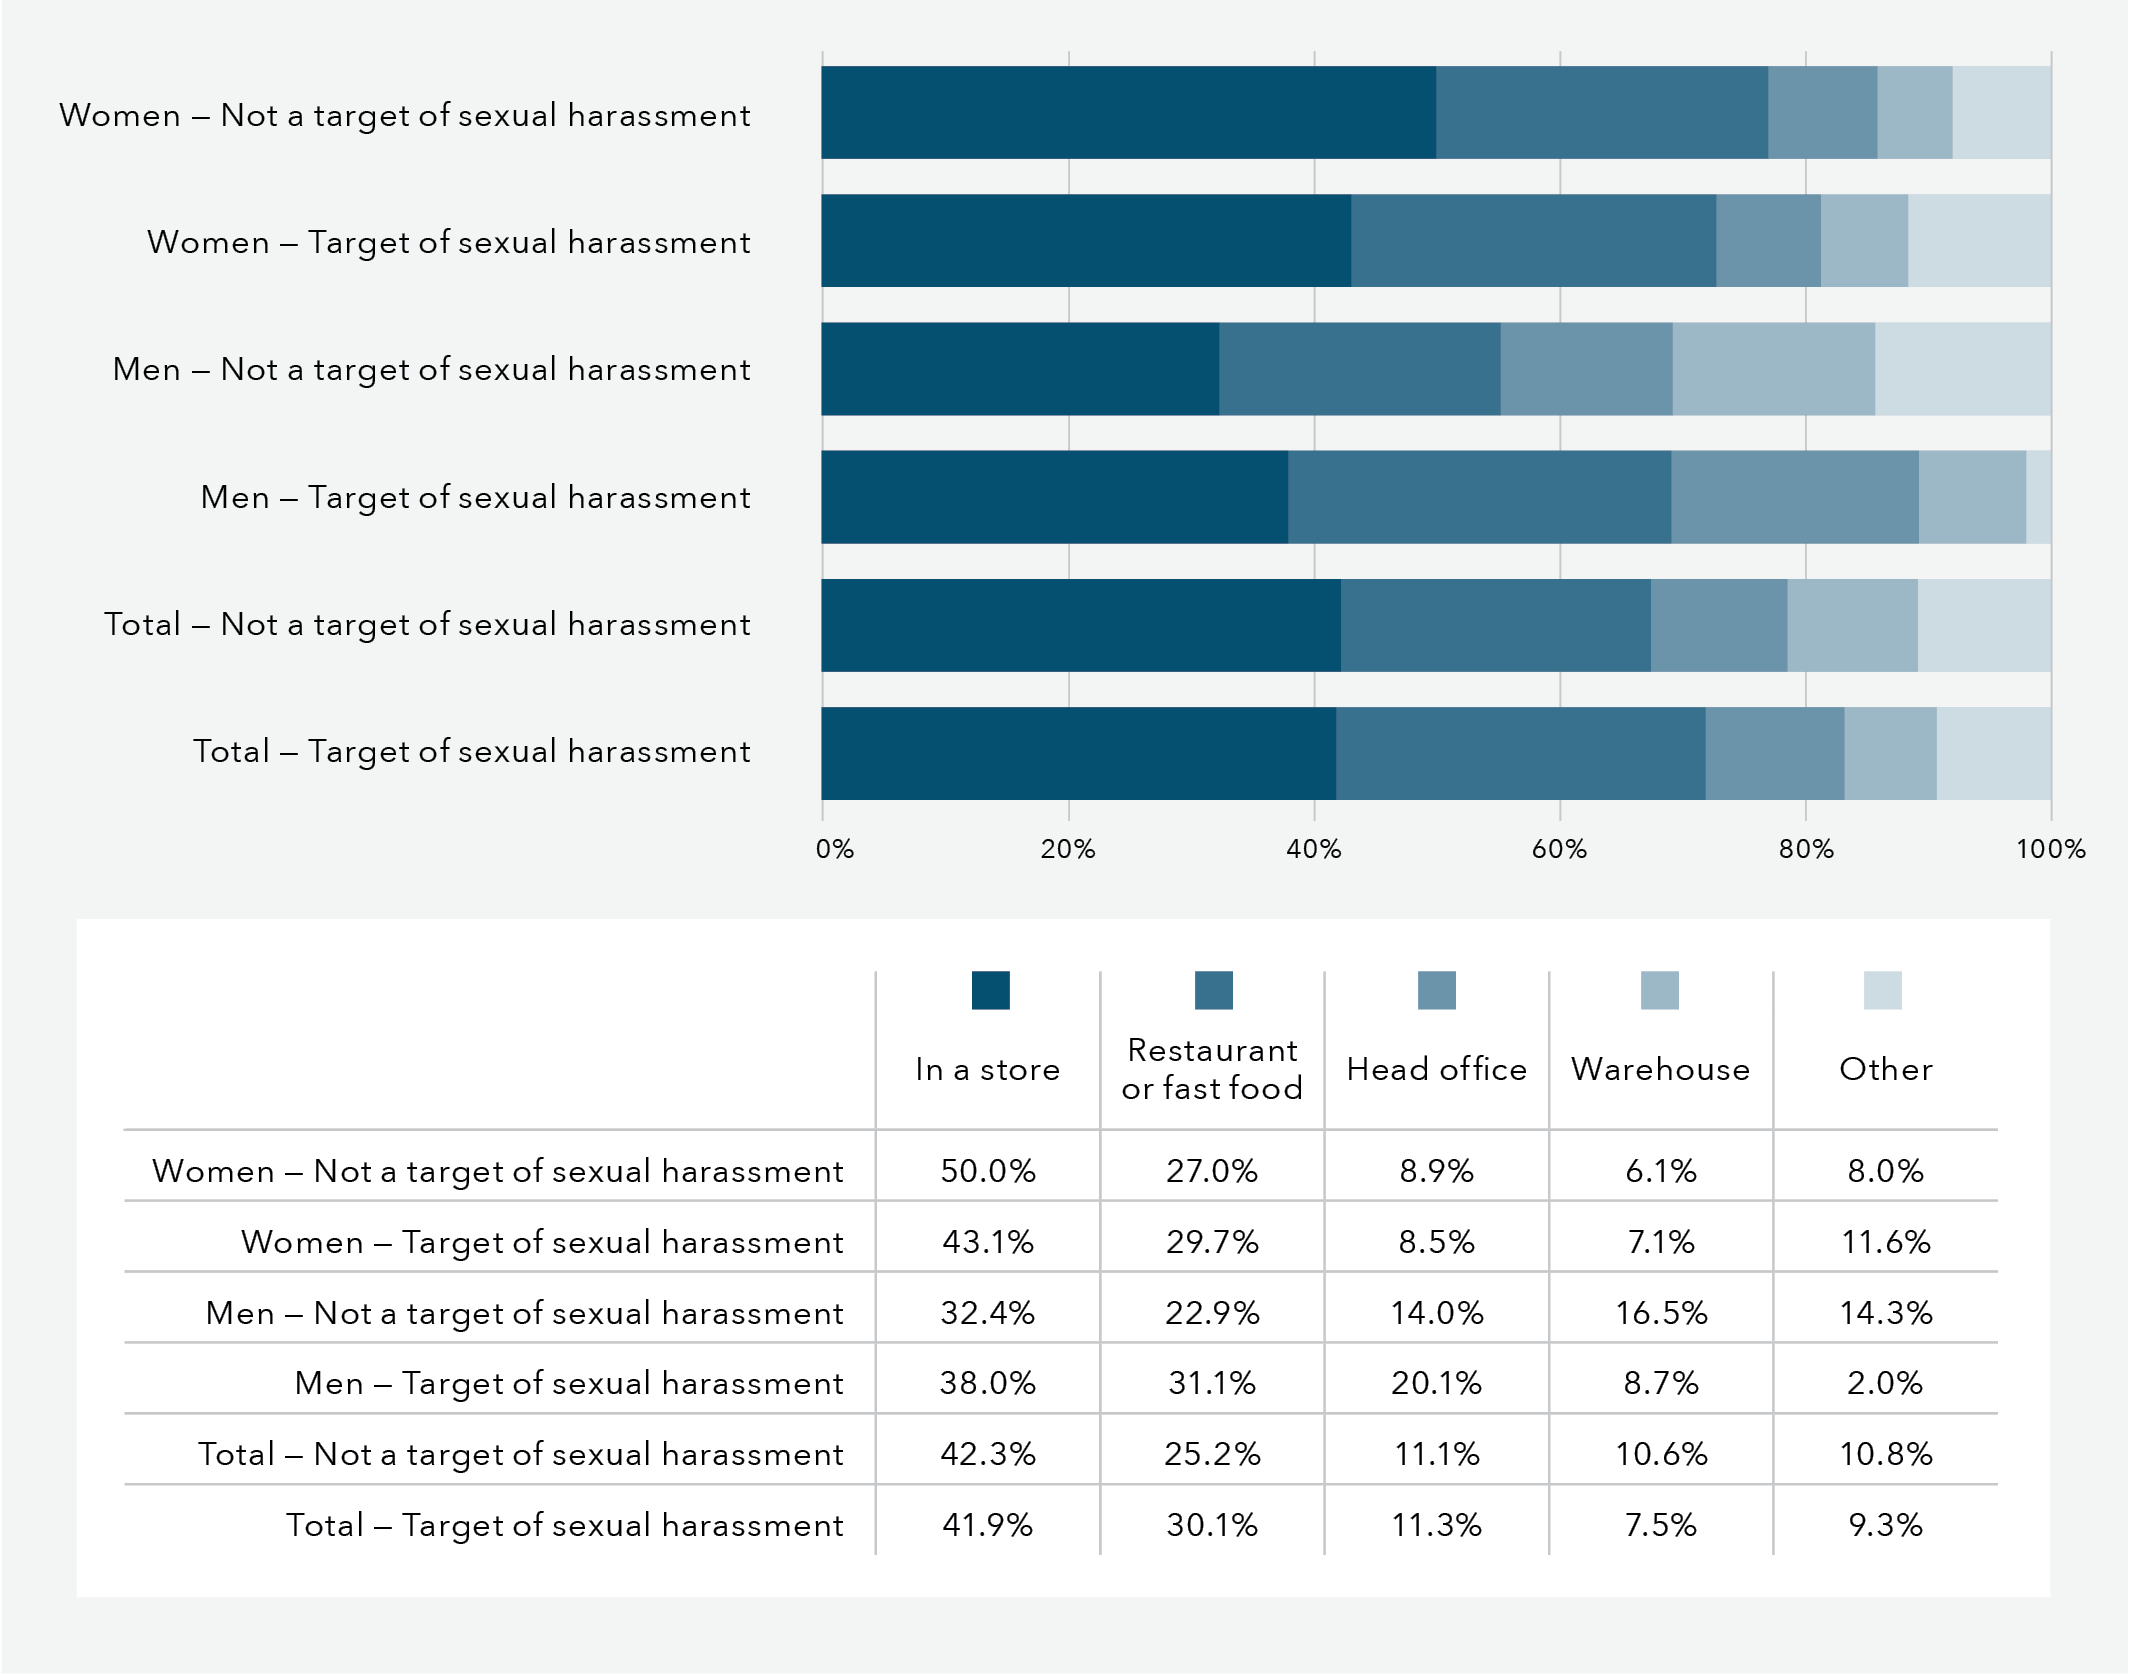 Women – Not a target of sexual harassment
Women – Target of sexual harassment
Men – Not a target of sexual harassment
Men – Target of sexual harassment
Total – Not a target of sexual harassment
Total – Target of sexual harassment
0% 20% 40% 60% 80% 100%
In a store
Restaurant
or fast food
Head office
Warehouse
Other
Women – Not a target of sexual harassment 50.0% 27.0% 8.9% 6.1% 8.0%
Women – Target of sexual harassment 43.1% 29.7% 8.5% 7.1% 11.6%
Men – Not a target of sexual harassment 32.4% 22.9% 14.0% 16.5% 14.3%
Men – Target of sexual harassment 38.0% 31.1% 20.1% 8.7% 2.0%
Total – Not a target of sexual harassment 42.3% 25.2% 11.1% 10.6% 10.8%
Total – Target of sexual harassment 41.9% 30.1% 11.3% 7.5% 9.3%